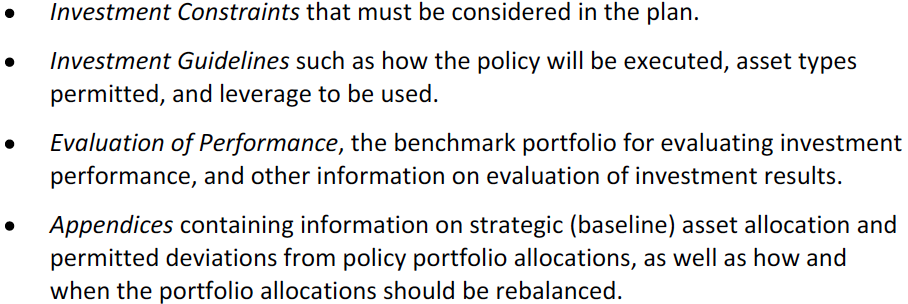 • Investment Constraints that must be considered in the plan.
• Investment Guidelines such as how the policy will be executed, asset types
permitted, and leverage to be used.
• Evaluation of Performance, the benchmark portfolio for evaluating investment
performance, and other information on evaluation of investment results.
• Appendices containing information on strategic (baseline) asset allocation and
permitted deviations from policy portfolio allocations, as well as how and
when the portfolio allocations should be rebalanced.